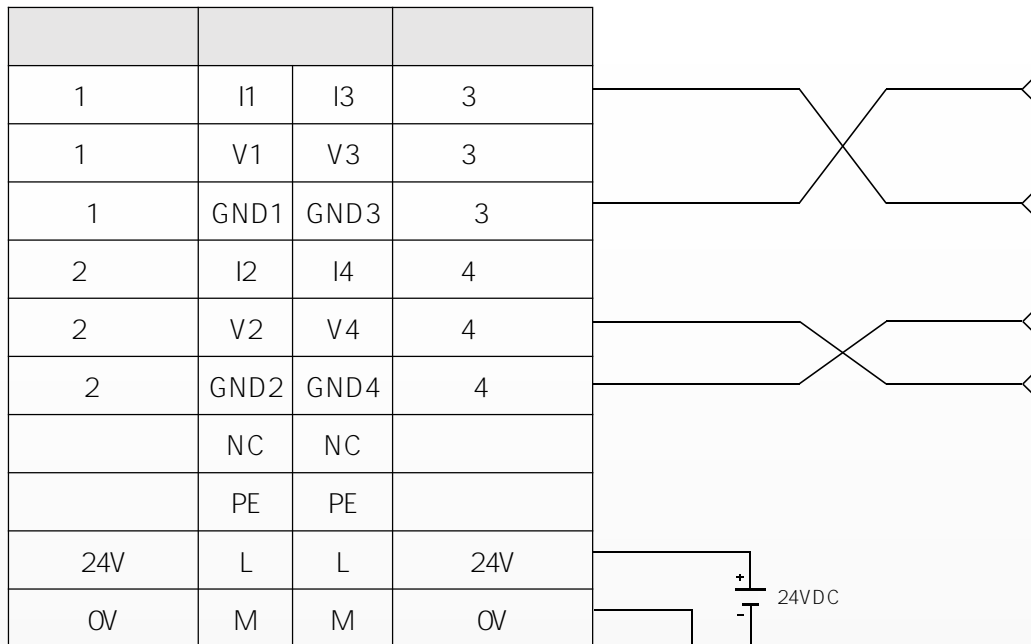 1 I1 I3 3
1 V1 V3 3
1 GND1 GND3 3
2 I2 I4 4
2 V2 V4 4
2 GND2 GND4 4
NC NC
PE PE
24V L L 24V
+
24VDC
-
0V M M 0V